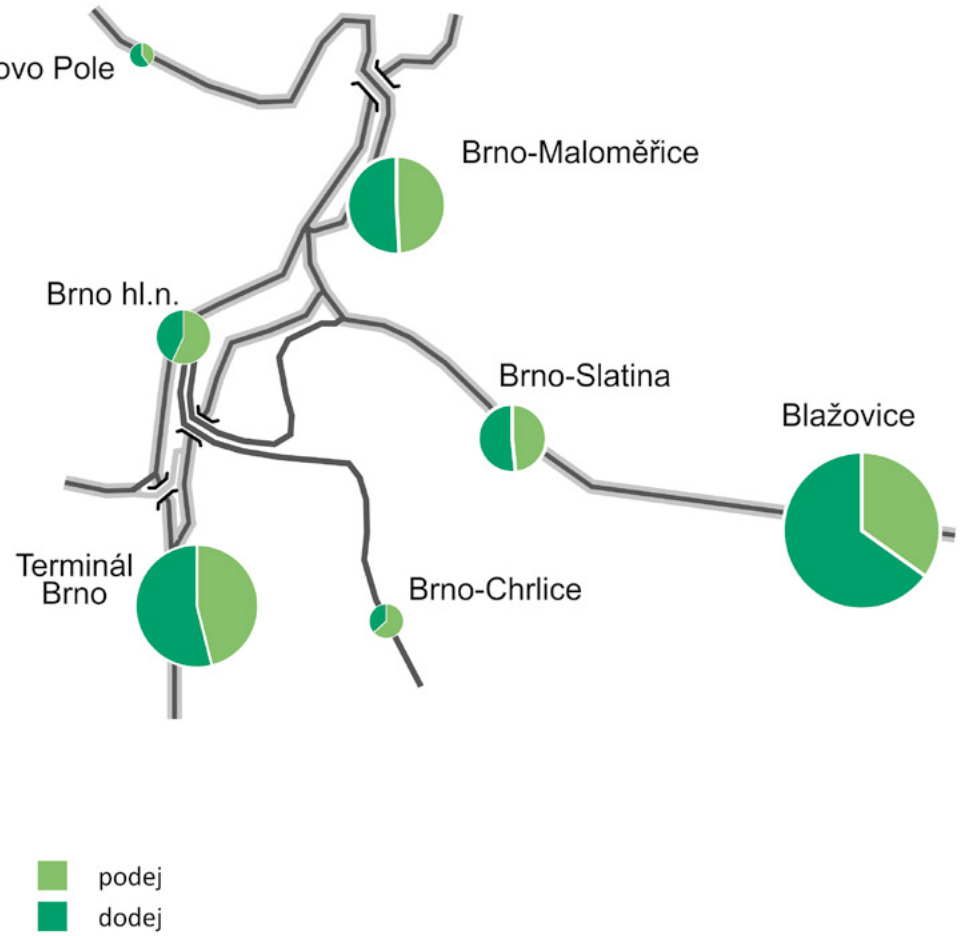 ovo Pole
Brno-Maloměřice
Brno hl.n.
Brno-Slatina
Blažovice
Terminál
Brno
Brno-Chrlice
podej
dodej